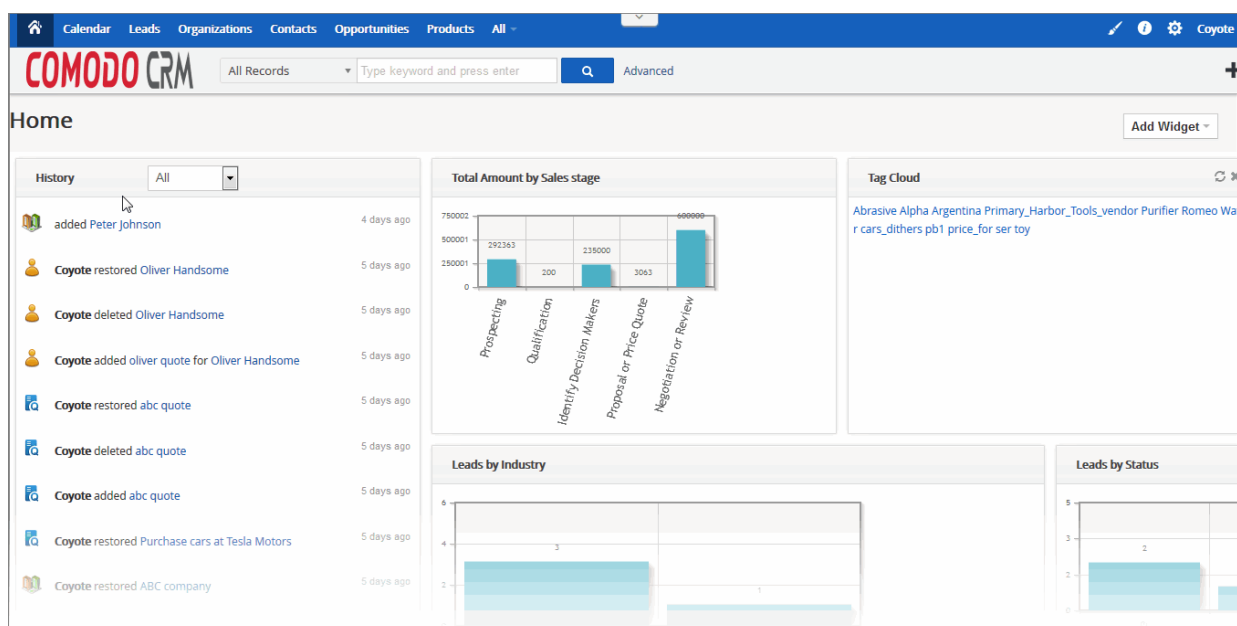 Calendar Leads Organizations Contacts Opportunities Products All Coyote
COMODO CRM All Records Type keyword and press enter Advanced
Home
Add Widget
History All
added Peter Johnson 4 days ago
Coyote restored Oliver Handsome 5 days ago
Coyote deleted Oliver Handsome 5 days ago
Coyote added oliver quote for Oliver Handsome 5 days ago
Coyote restored abc quote 5 days ago
Coyote deleted abc quote 5 days ago
Coyote added abc quote 5 days ago
Coyote restored Purchase cars at Tesla Motors 5 days ago
Coyote restored ABC company 5 days ago
Total Amount by Sales stage
750002
500001
250001
0
292363
200
235000
3063
600000
Prospecting
Qualification
Identify Decision Makers
Proposal or Price Quote
Negotiation or Review
Tag Cloud
Abrasive Alpha Argentina Primary_Harbor_Tools_vendor Purifier Romeo Wa
r cars_dithers pb1 price_for ser toy
Leads by Industry
6
4
2
3
1
Leads by Status
5
3
2
0
2